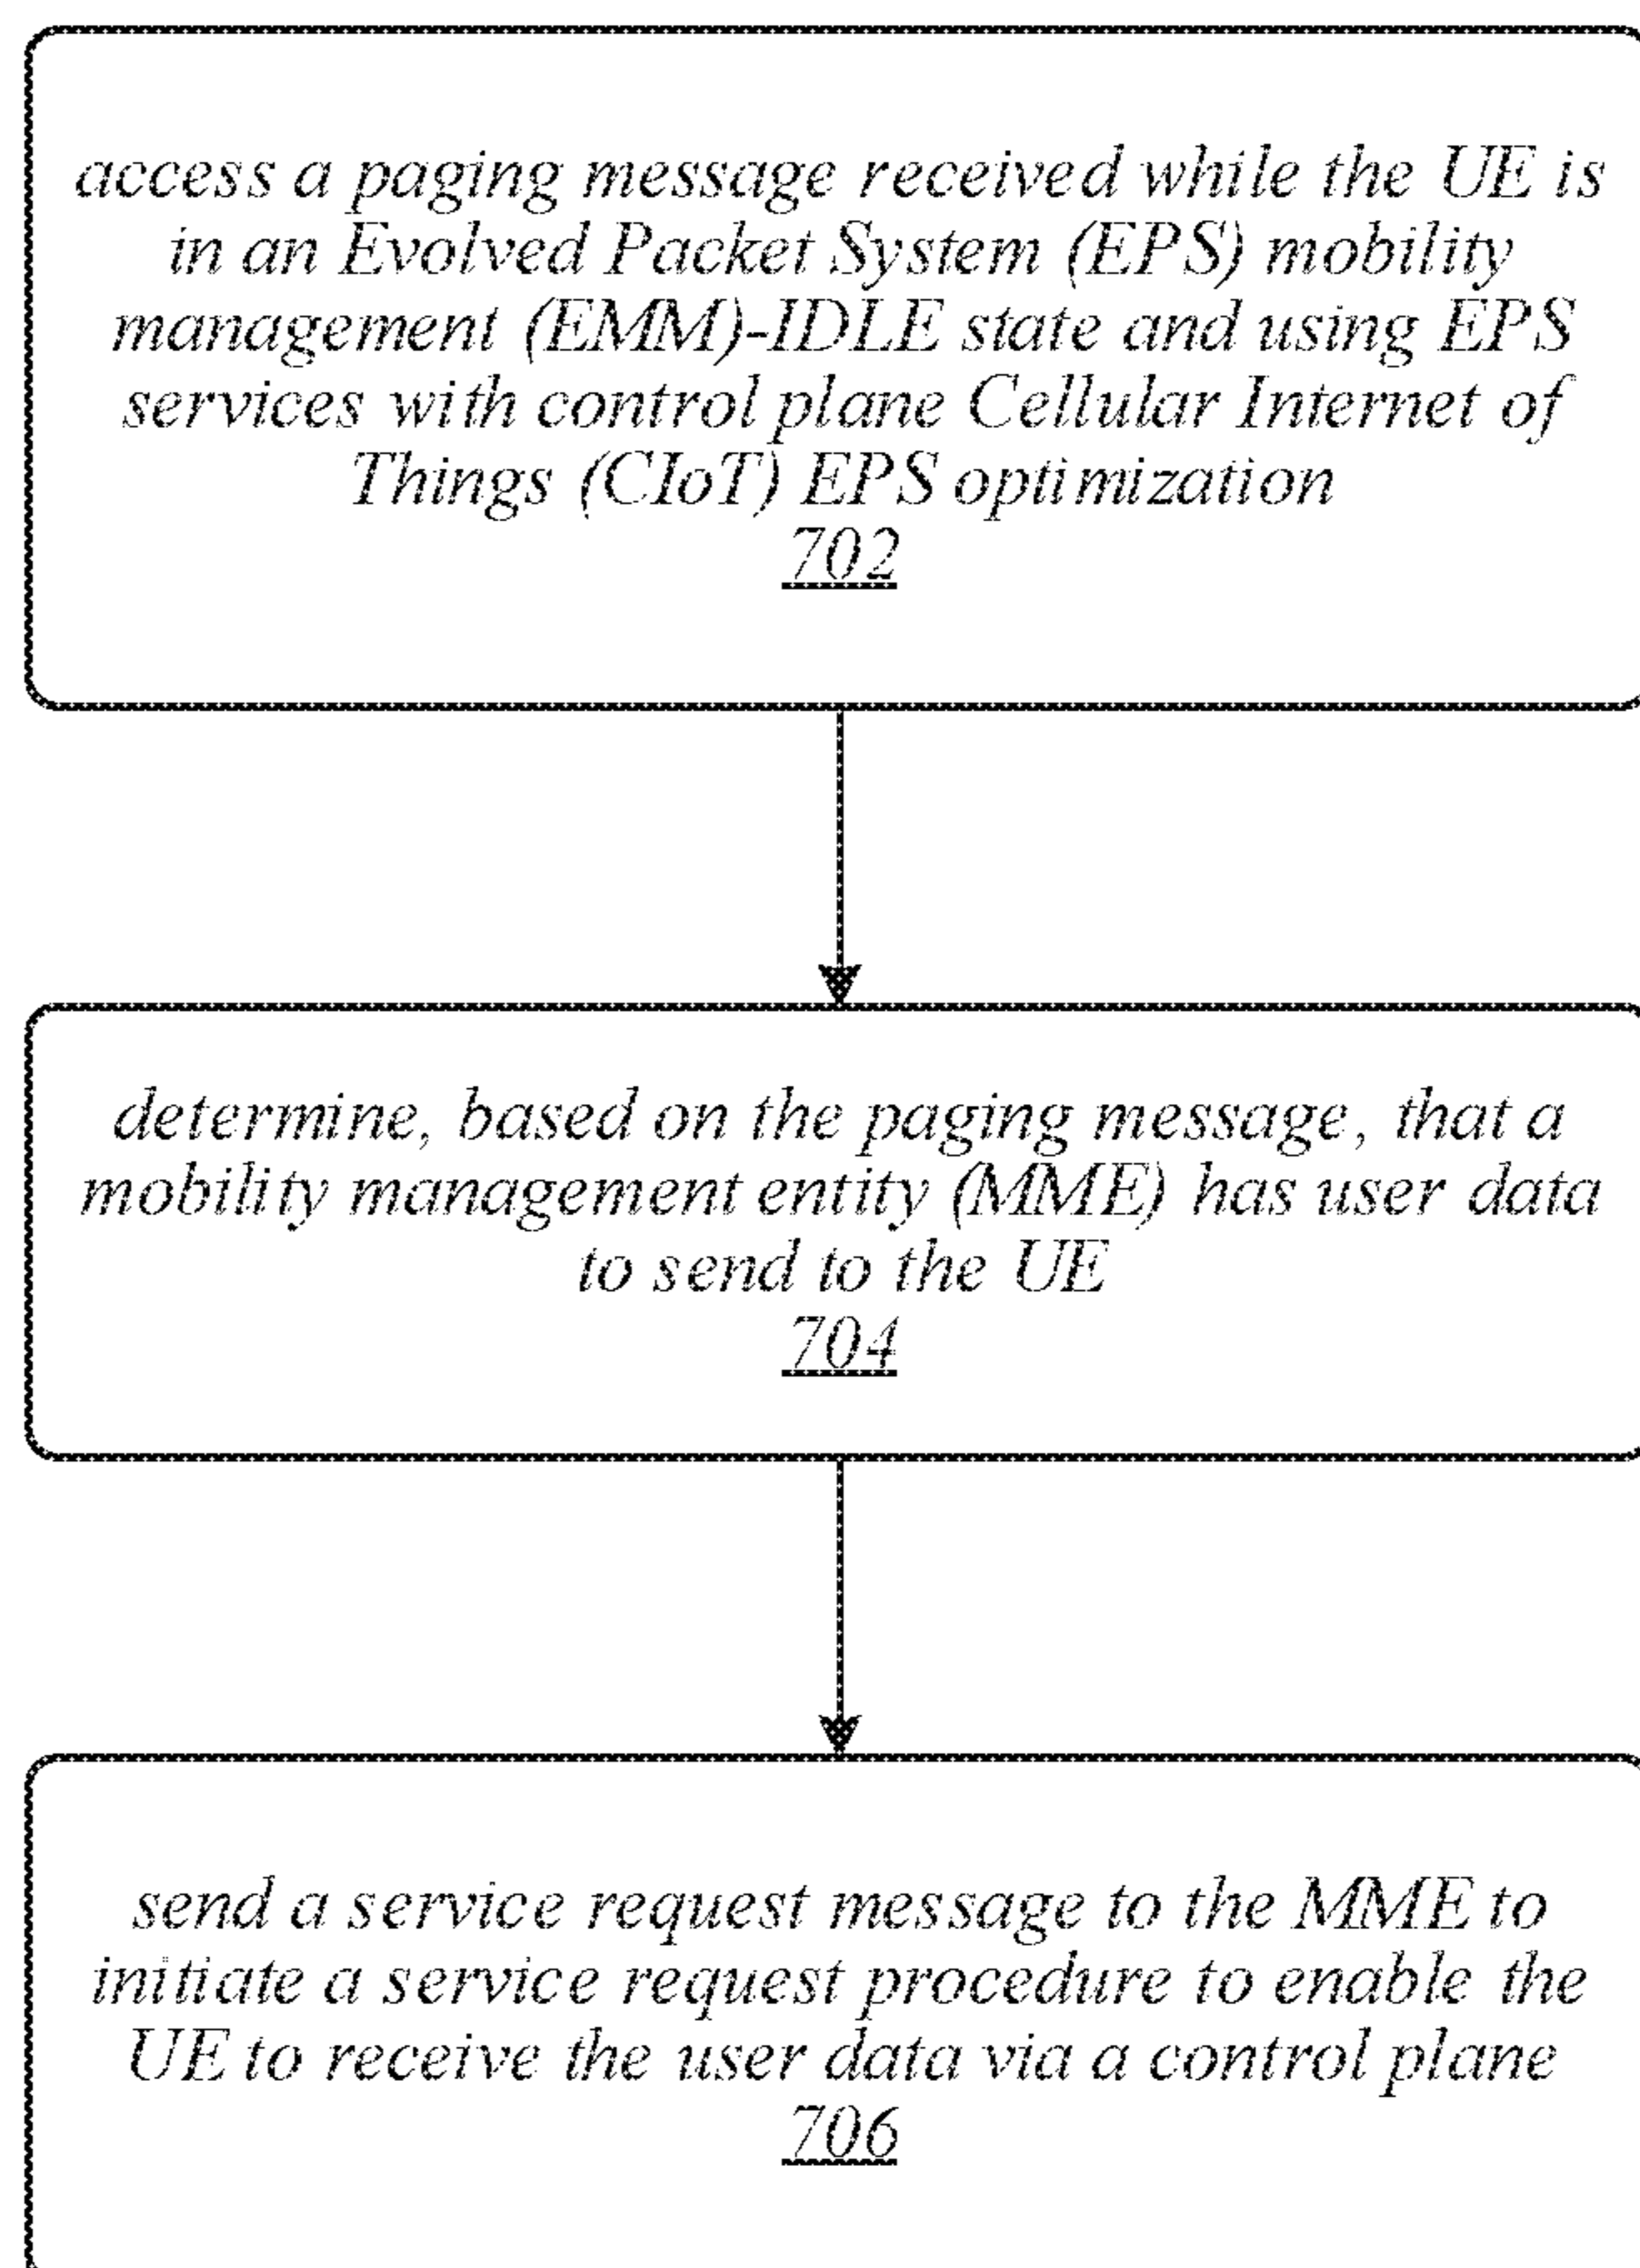 access a paging message received while the UE is
in an Evolved Packet System (EPS) mobility
management (EMM)-IDLE state and using EPS
services with control plane Cellular Internet of
Things (CIoT) EPS optimization
702
determine, based on the paging message, that a
mobility management entity (MME) has user data
to send to the UE
704
send a service request message to the MME to
initiate a service request procedure to enable the
UE to receive the user data via a control plane
706